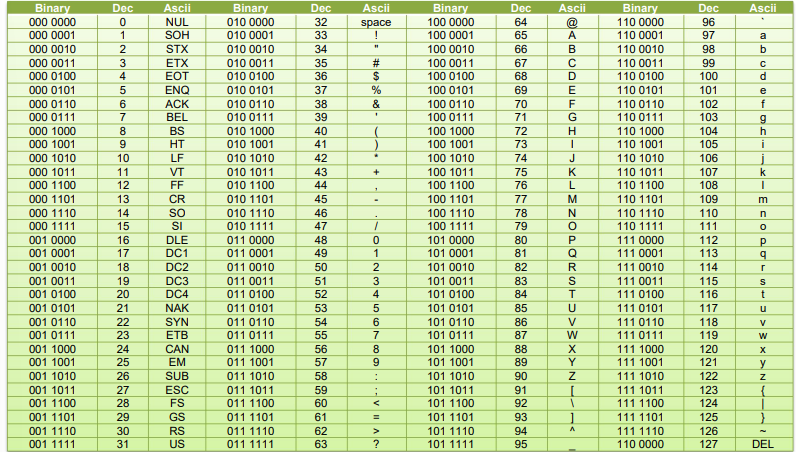 Binary Dec Ascii Binary Dec Ascii Binary Dec Ascii Binary Dec Ascii
000 0000 0 NUL 010 0000 32 space 100 0000 64 @ 110 0000 96 `
000 0001 1 SOH 010 0001 33 ! 100 0001 65 A 110 0001 97 a
000 0010 2 STX 010 0010 34 " 100 0010 66 B 110 0010 98 b
000 0011 3 ETX 010 0011 35 # 100 0011 67 C 110 0011 99 c
000 0100 4 EOT 010 0100 36 $ 100 0100 68 D 110 0100 100 d
000 0101 5 ENQ 010 0101 37 % 100 0101 69 E 110 0101 101 e
000 0110 6 ACK 010 0110 38 & 100 0110 70 F 110 0110 102 f
000 0111 7 BEL 010 0111 39 ' 100 0111 71 G 110 0111 103 g
000 1000 8 BS 010 1000 40 ( 100 1000 72 H 110 1000 104 h
000 1001 9 HT 010 1001 41 ) 100 1001 73 I 110 1001 105 i
000 1010 10 LF 010 1010 42 * 100 1010 74 J 110 1010 106 j
000 1011 11 VT 010 1011 43 + 100 1011 75 K 110 1011 107 k
000 1100 12 FF 010 1100 44 , 100 1100 76 L 110 1100 108 l
000 1101 13 CR 010 1101 45 - 100 1101 77 M 110 1101 109 m
000 1110 14 SO 010 1110 46 . 100 1110 78 N 110 1110 110 n
000 1111 15 SI 010 1111 47 / 100 1111 79 O 110 1111 111 o
001 0000 16 DLE 011 0000 48 0 101 0000 80 P 111 0000 112 p
001 0001 17 DC1 011 0001 49 1 101 0001 81 Q 111 0001 113 q
001 0010 18 DC2 011 0010 50 2 101 0010 82 R 111 0010 114 r
001 0011 19 DC3 011 0011 51 3 101 0011 83 S 111 0011 115 s
001 0100 20 DC4 011 0100 52 4 101 0100 84 T 111 0100 116 t
001 0101 21 NAK 011 0101 53 5 101 0101 85 U 111 0101 117 u
001 0110 22 SYN 011 0110 54 6 101 0110 86 V 111 0110 118 v
001 0111 23 ETB 011 0111 55 7 101 0111 87 W 111 0111 119 w
001 1000 24 CAN 011 1000 56 8 101 1000 88 X 111 1000 120 x
001 1001 25 EM 011 1001 57 9 101 1001 89 Y 111 1001 121 y
001 1010 26 SUB 011 1010 58 : 101 1010 90 Z 111 1010 122 z
001 1011 27 ESC 011 1011 59 ; 101 1011 91 [ 111 1011 123 {
001 1100 28 FS 011 1100 60 < 101 1100 92 \ 111 1100 124 |
001 1101 29 GS 011 1101 61 = 101 1101 93 ] 111 1101 125 }
001 1110 30 RS 011 1110 62 > 101 1110 94 ^ 111 1110 126 ~
001 1111 31 US 011 1111 63 ? 101 1111 95 _ 110 0000 127 DEL